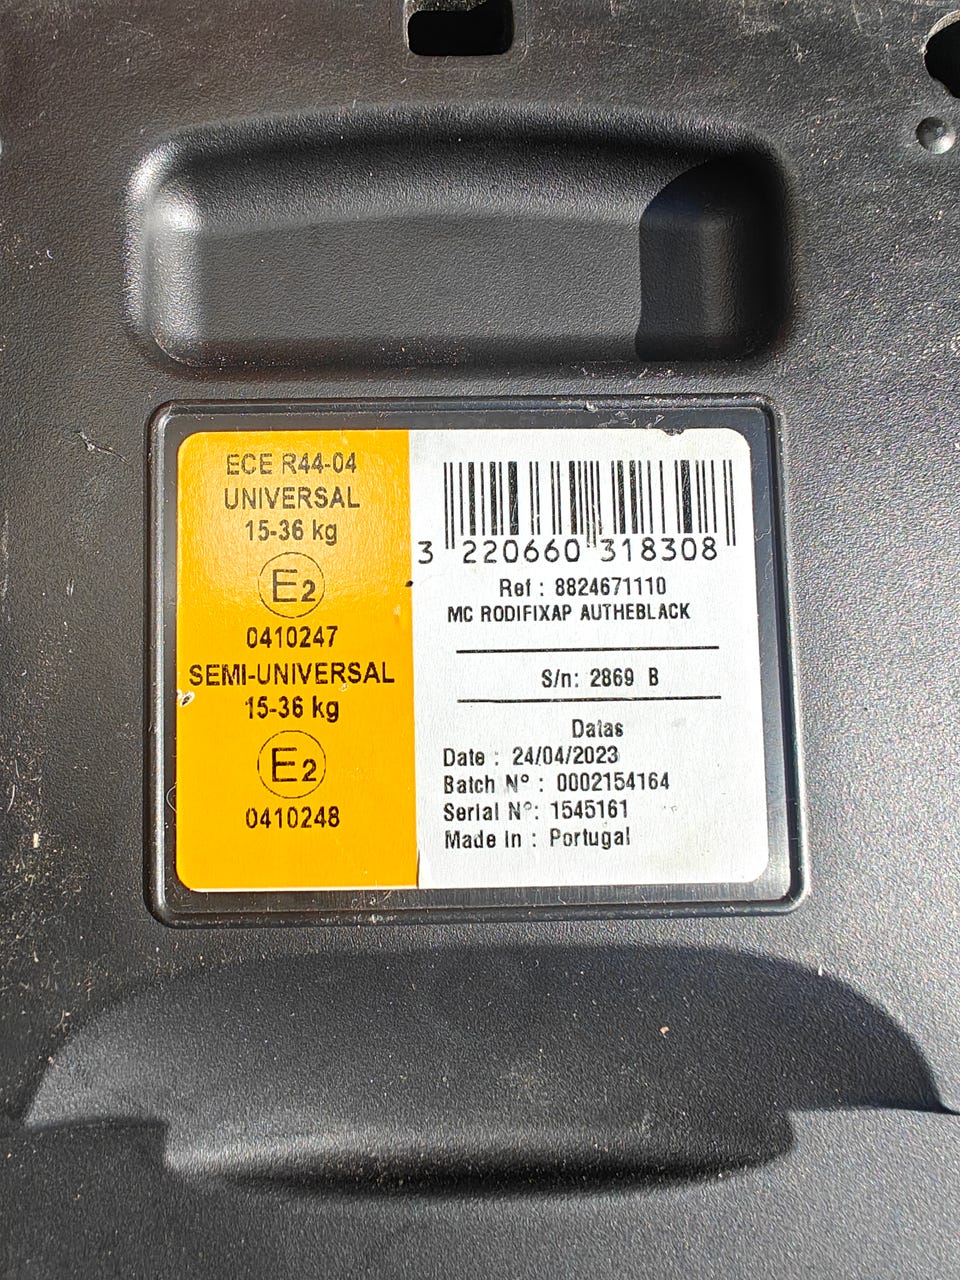 ECE R44-04
UNIVERSAL
15-36 kg
E2
0410247
SEMI-UNIVERSAL
15-36 kg
E2
0410248
3 220660 318308
Ref : 8824671110
MC RODIFIXAP AUTHEBLACK
S/n: 2869 B
Datas
Date : 24/04/2023
Batch N° : 0002154164
Serial N°: 1545161
Made In : Portugal